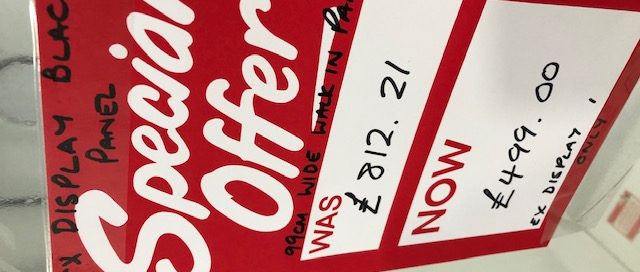 EX DISPLAY BLAC
PANEL
Special
Offer
99CM WIDE WALK IN PA
WAS
£812.21
NOW
£499.00
EX DISPLAY
ONLY!